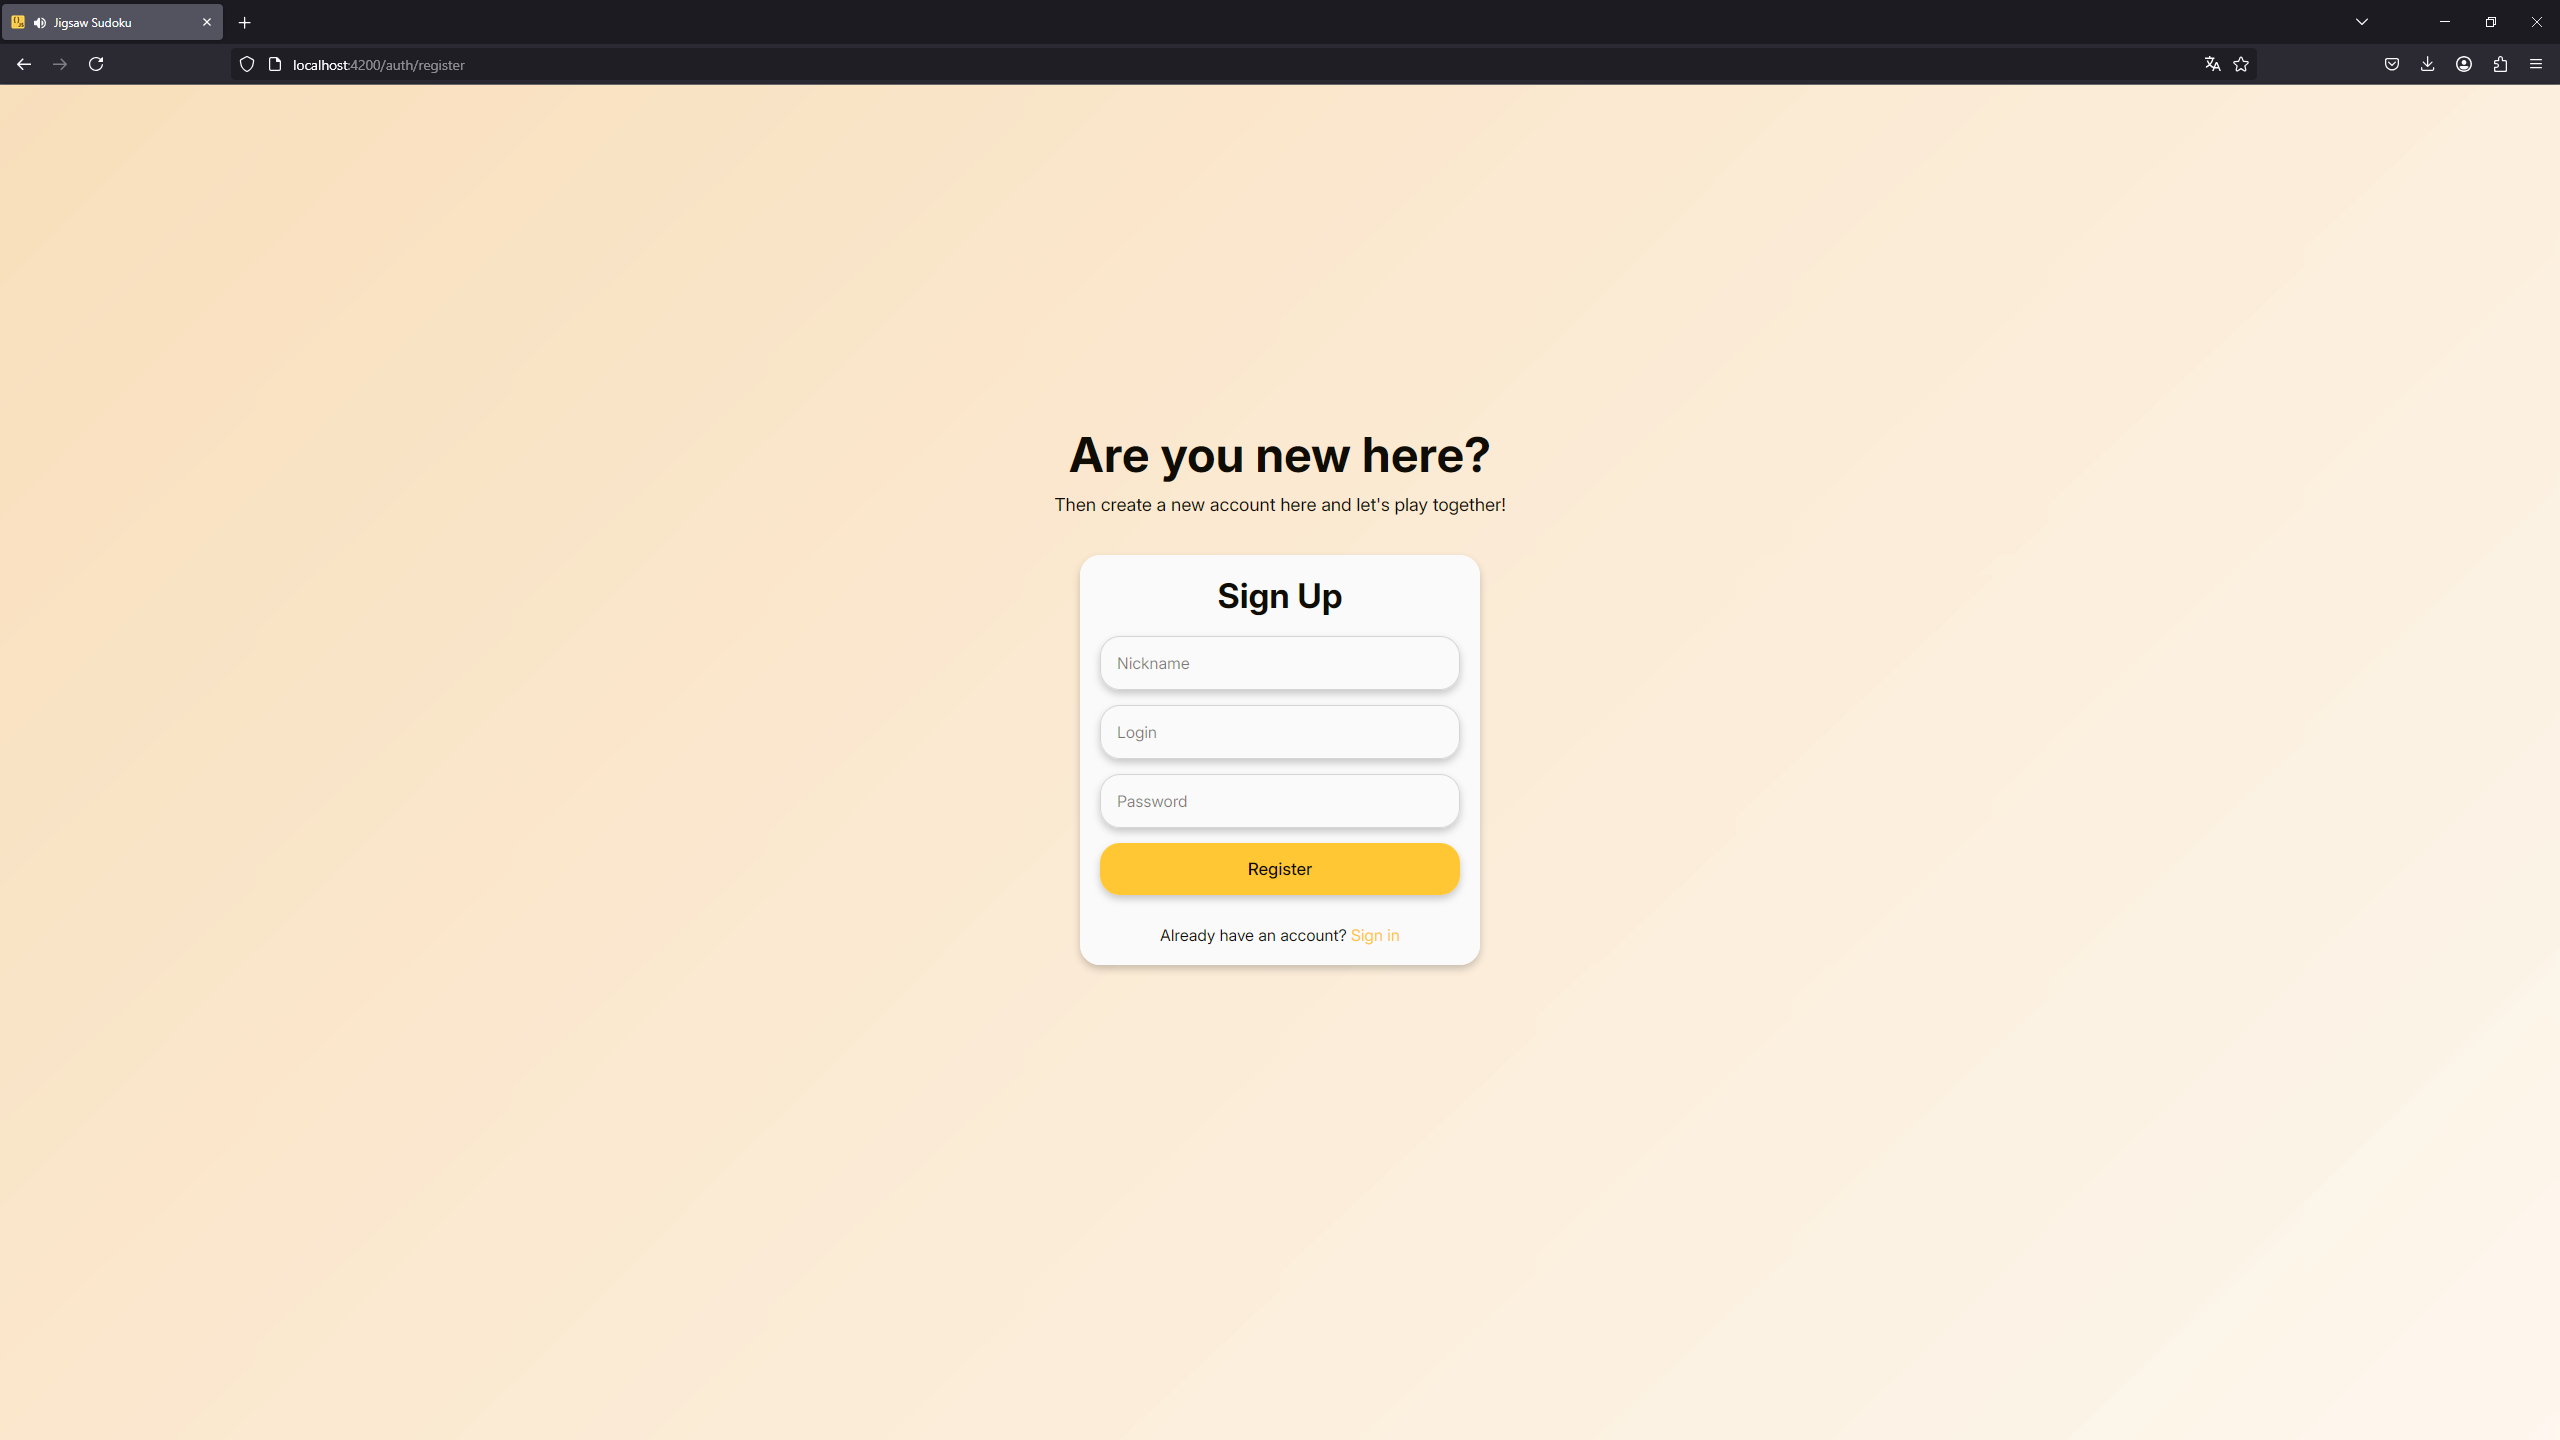 Jigsaw Sudoku
localhost:4200/auth/register
Are you new here?
Then create a new account here and let's play together!
Sign Up
Nickname
Login
Password
Register
Already have an account? Sign in